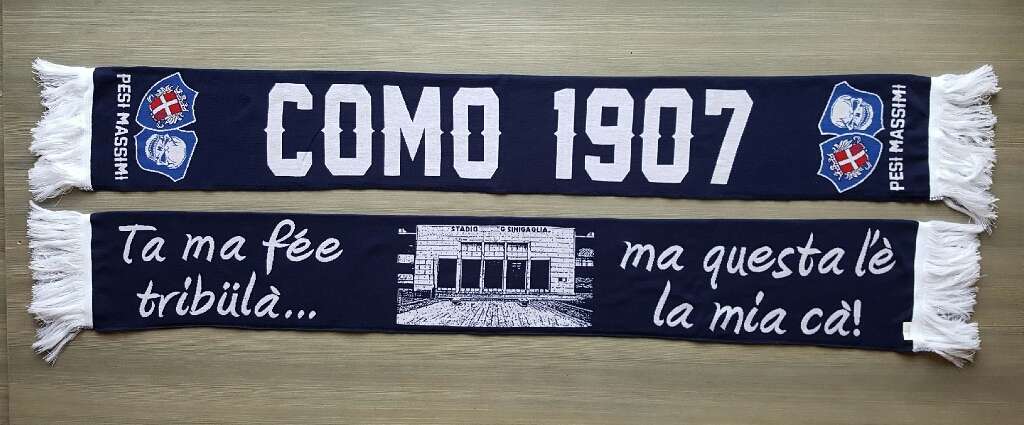 PESI MASSIMI
COMO 1907
PESI MASSIMI
Ta ma fée
tribülà...
STADIO G SINIGAGLIA
ma questa l'è
la mia cà!